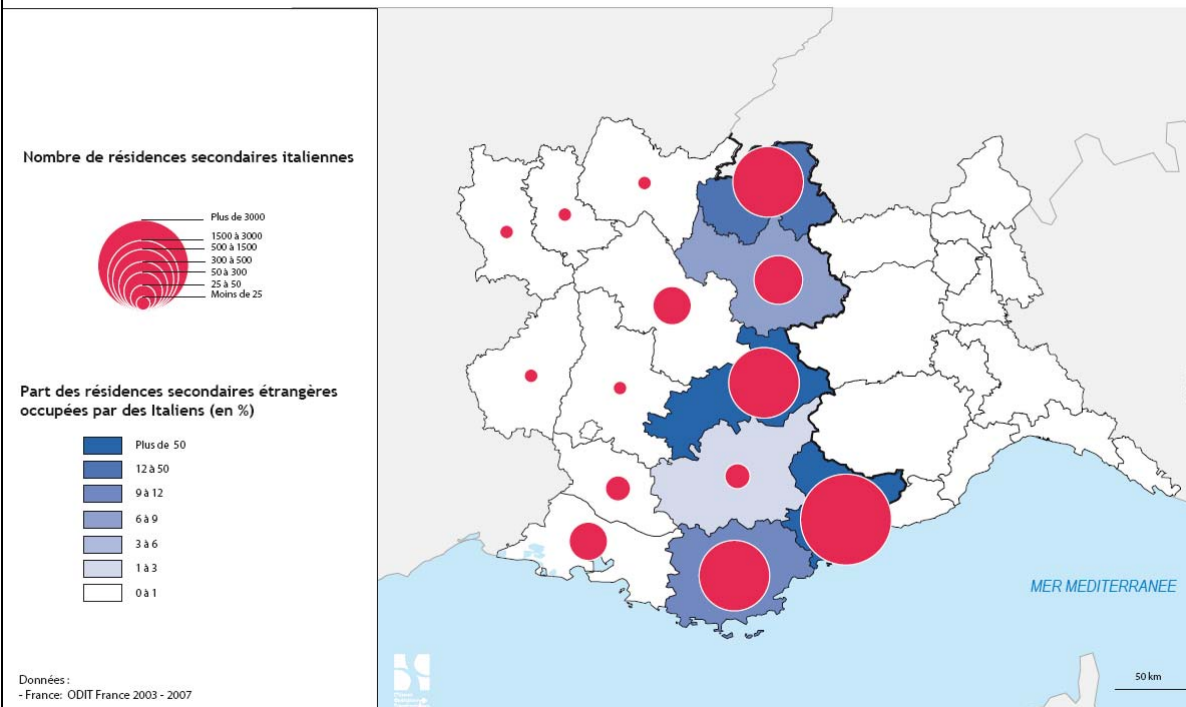 Nombre de résidences secondaires italiennes
Plus de 3000
1500 à 3000
500 à 1500
300 à 500
50 à 300
25 à 50
Moins de 25
Part des résidences secondaires étrangères
occupées par des Italiens (en %)
Plus de 50
12 à 50
9 à 12
6 à 9
3 à 6
1 à 3
0 à 1
Données :
- France: ODIT France 2003 - 2007
MER MEDITERRANEE
50 km